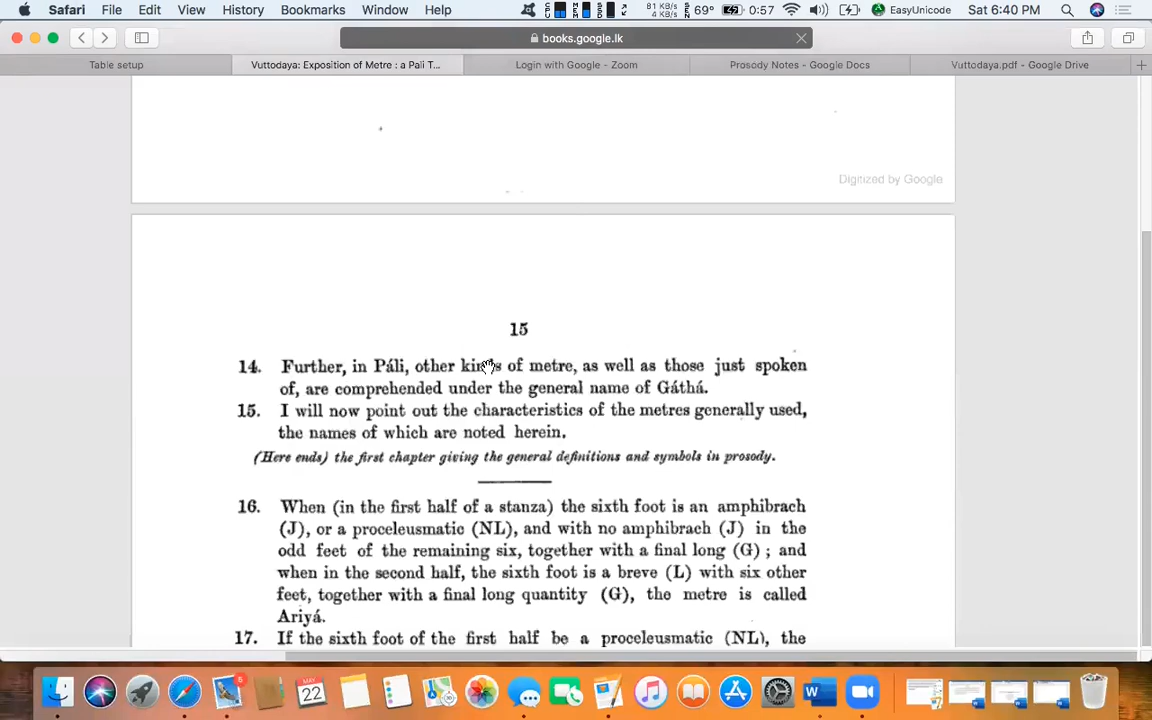 Safari File Edit View History Bookmarks Window Help 81 KB/s 4 KB/s 69° 0:57 EasyUnicode Sat 6:40 PM
books.google.lk
Table setup Vuttodaya: Exposition of Metre : a Pali T... Login with Google - Zoom Prosody Notes - Google Docs Vuttodaya.pdf - Google Drive
Digitized by Google
15
14. Further, in Páli, other kinds of metre, as well as those just spoken
of, are comprehended under the general name of Gáthá.
15. I will now point out the characteristics of the metres generally used,
the names of which are noted herein.
(Here ends) the first chapter giving the general definitions and symbols in prosody.
16. When (in the first half of a stanza) the sixth foot is an amphibrach
(J), or a proceleusmatic (NL), and with no amphibrach (J) in the
odd feet of the remaining six, together with a final long (G) ; and
when in the second half, the sixth foot is a breve (L) with six other
feet, together with a final long quantity (G), the metre is called
Ariyá.
17. If the sixth foot of the first half be a proceleusmatic (NL), the
MAY
22
5